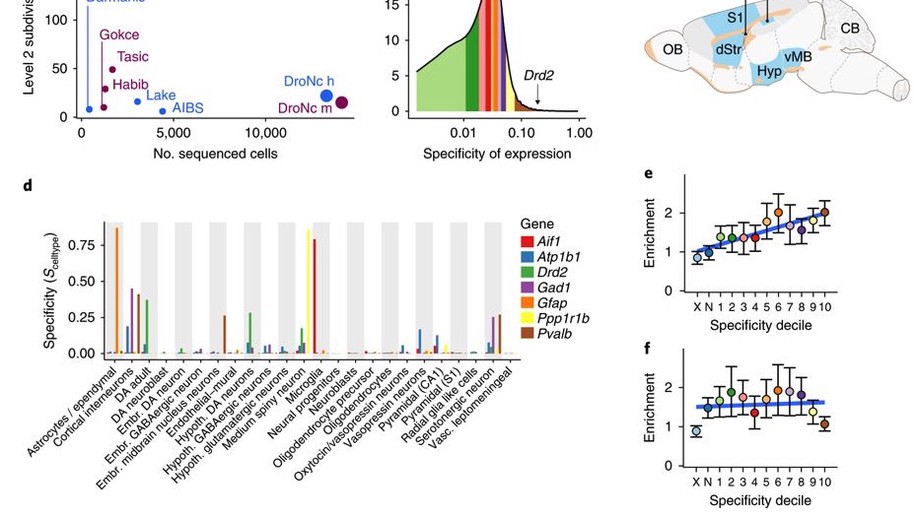 Level 2 subdivis
100
50
0
Darmanis
Gokce
Tasic
Habib
Lake
AIBS
DroNc h
DroNc m
0
5,000
10,000
No. sequenced cells
15
10
5
0
Drd2
0.01
0.10
1.00
Specificity of expression
S1
CB
OB
dStr
vMB
Hyp
d
Specificity (Scelltype)
0.75
0.50
0.25
0.00
Gene
Aif1
Atp1b1
Drd2
Gad1
Gfap
Ppp1r1b
Pvalb
Astrocytes / ependymal
Cortical interneurons
DA adult
DA neuroblast
Embr. DA neuron
Embr. GABAergic neuron
Embr. midbrain nucleus neurons
Endothelial-mural
Hypoth. DA neurons
Hypoth. GABAergic neurons
Hypoth. glutamatergic neurons
Medium spiny neuron
Microglia
Neural progenitors
Neuroblasts
Oligodendrocyte precursor
Oligodendrocytes
Oxytocin/vasopressin neurons
Vasopressin neurons
Pyramidal (CA1)
Pyramidal (S1)
Radial glia like cells
Serotonergic neuron
Vasc. leptomeningeal
e
Enrichment
2
1
0
X N 1 2 3 4 5 6 7 8 9 10
Specificity decile
f
Enrichment
2
1
0
X N 1 2 3 4 5 6 7 8 9 10
Specificity decile